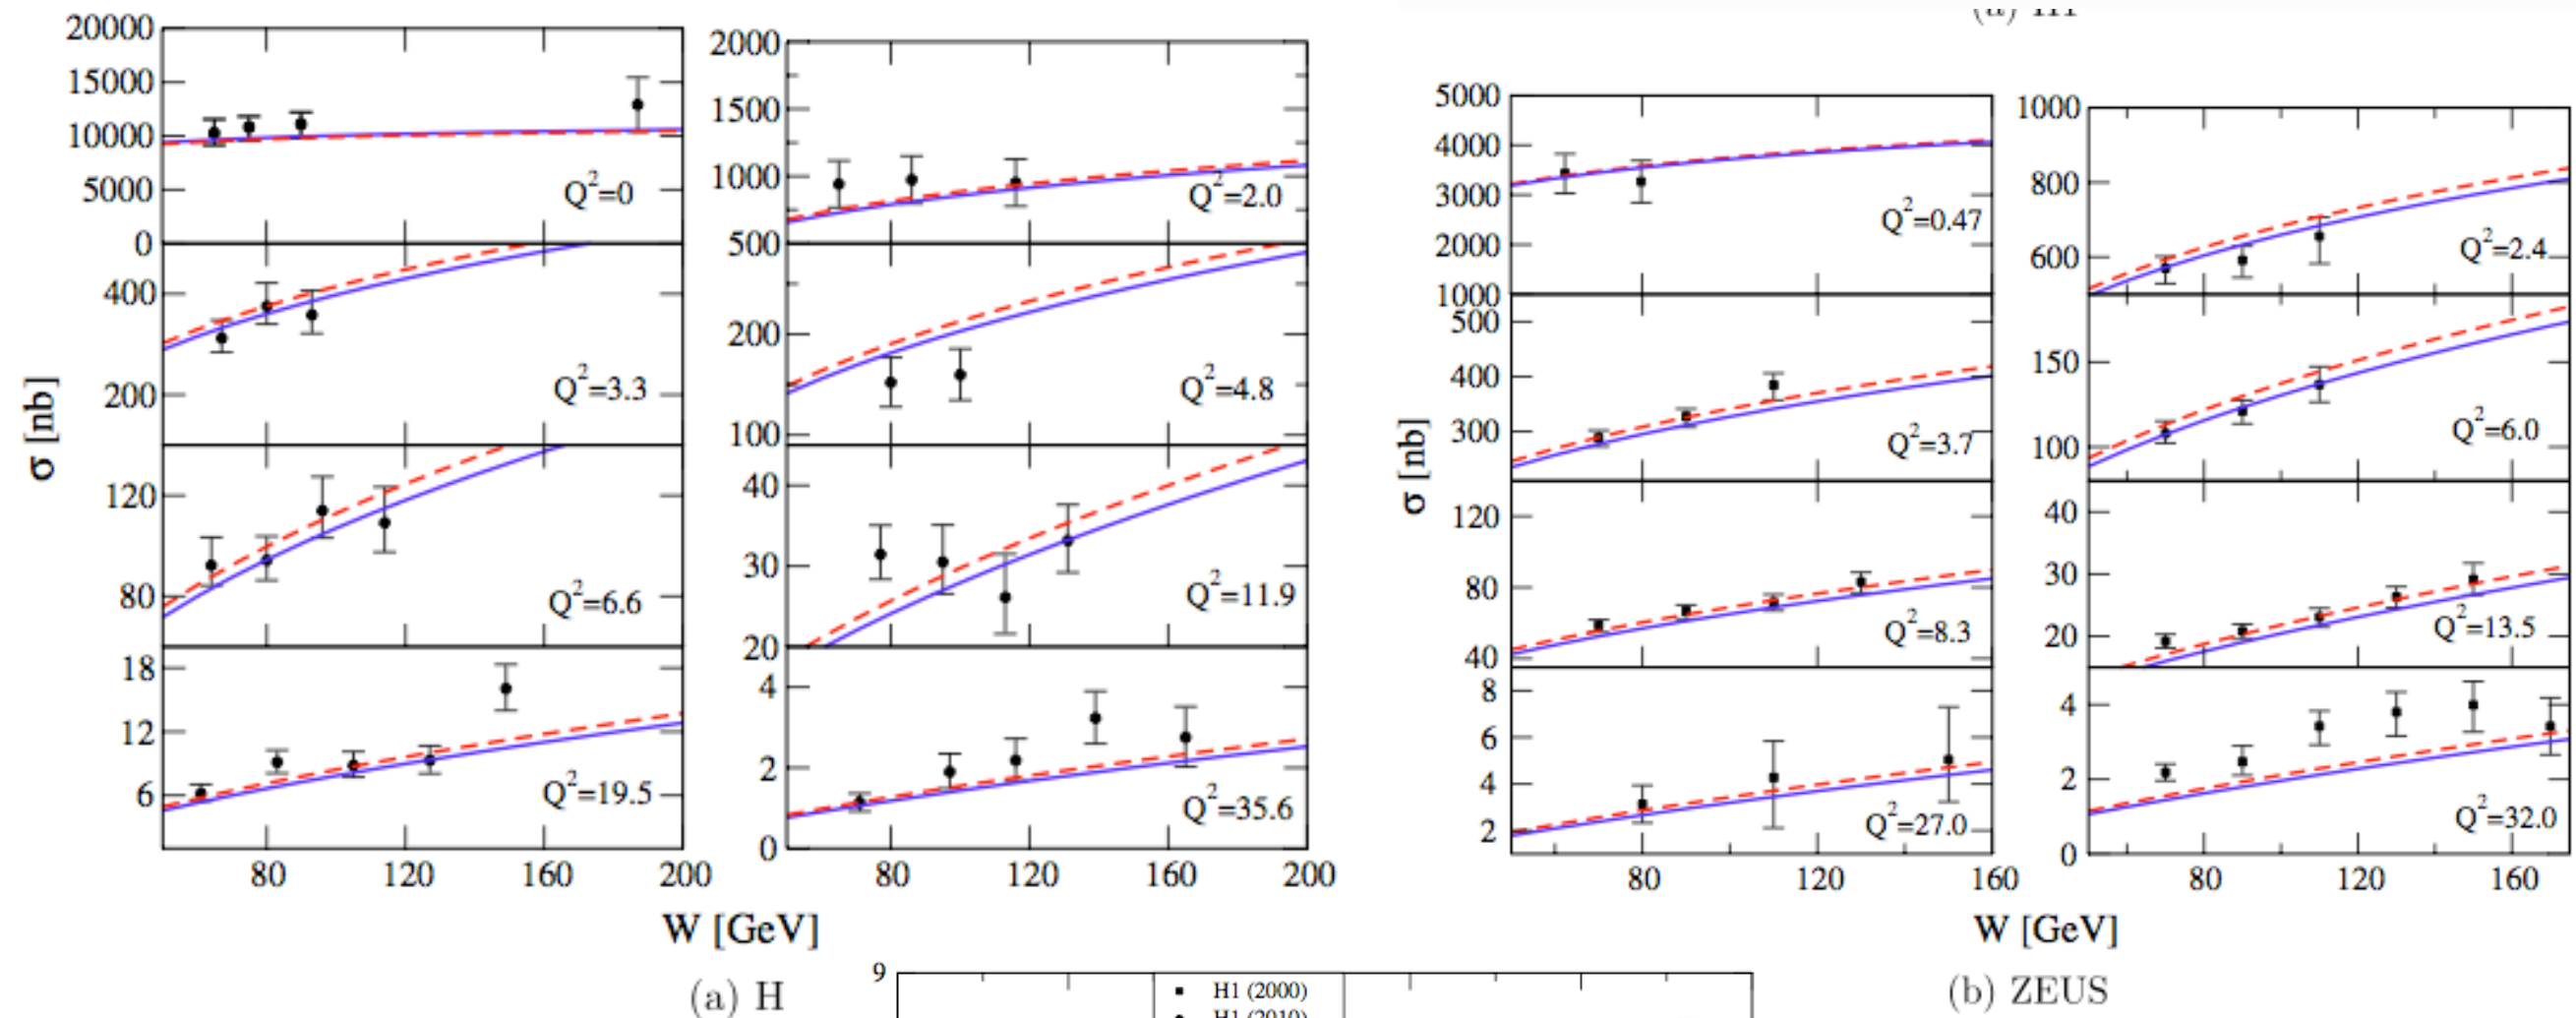 (a) H1
20000
15000
10000
5000
0
Q²=0
400
200
Q²=3.3
120
80
Q²=6.6
18
12
6
Q²=19.5
80 120 160 200
2000
1500
1000
500
Q²=2.0
200
100
Q²=4.8
40
30
20
Q²=11.9
4
2
0
Q²=35.6
80 120 160 200
σ [nb]
W [GeV]
(a) H
5000
4000
3000
2000
1000
Q²=0.47
500
400
300
Q²=3.7
120
80
40
Q²=8.3
8
6
4
2
Q²=27.0
80 120 160
1000
800
600
Q²=2.4
150
100
Q²=6.0
40
30
20
Q²=13.5
4
2
0
Q²=32.0
80 120 160
σ [nb]
W [GeV]
(b) ZEUS
9
H1 (2000)
H1 (2010)